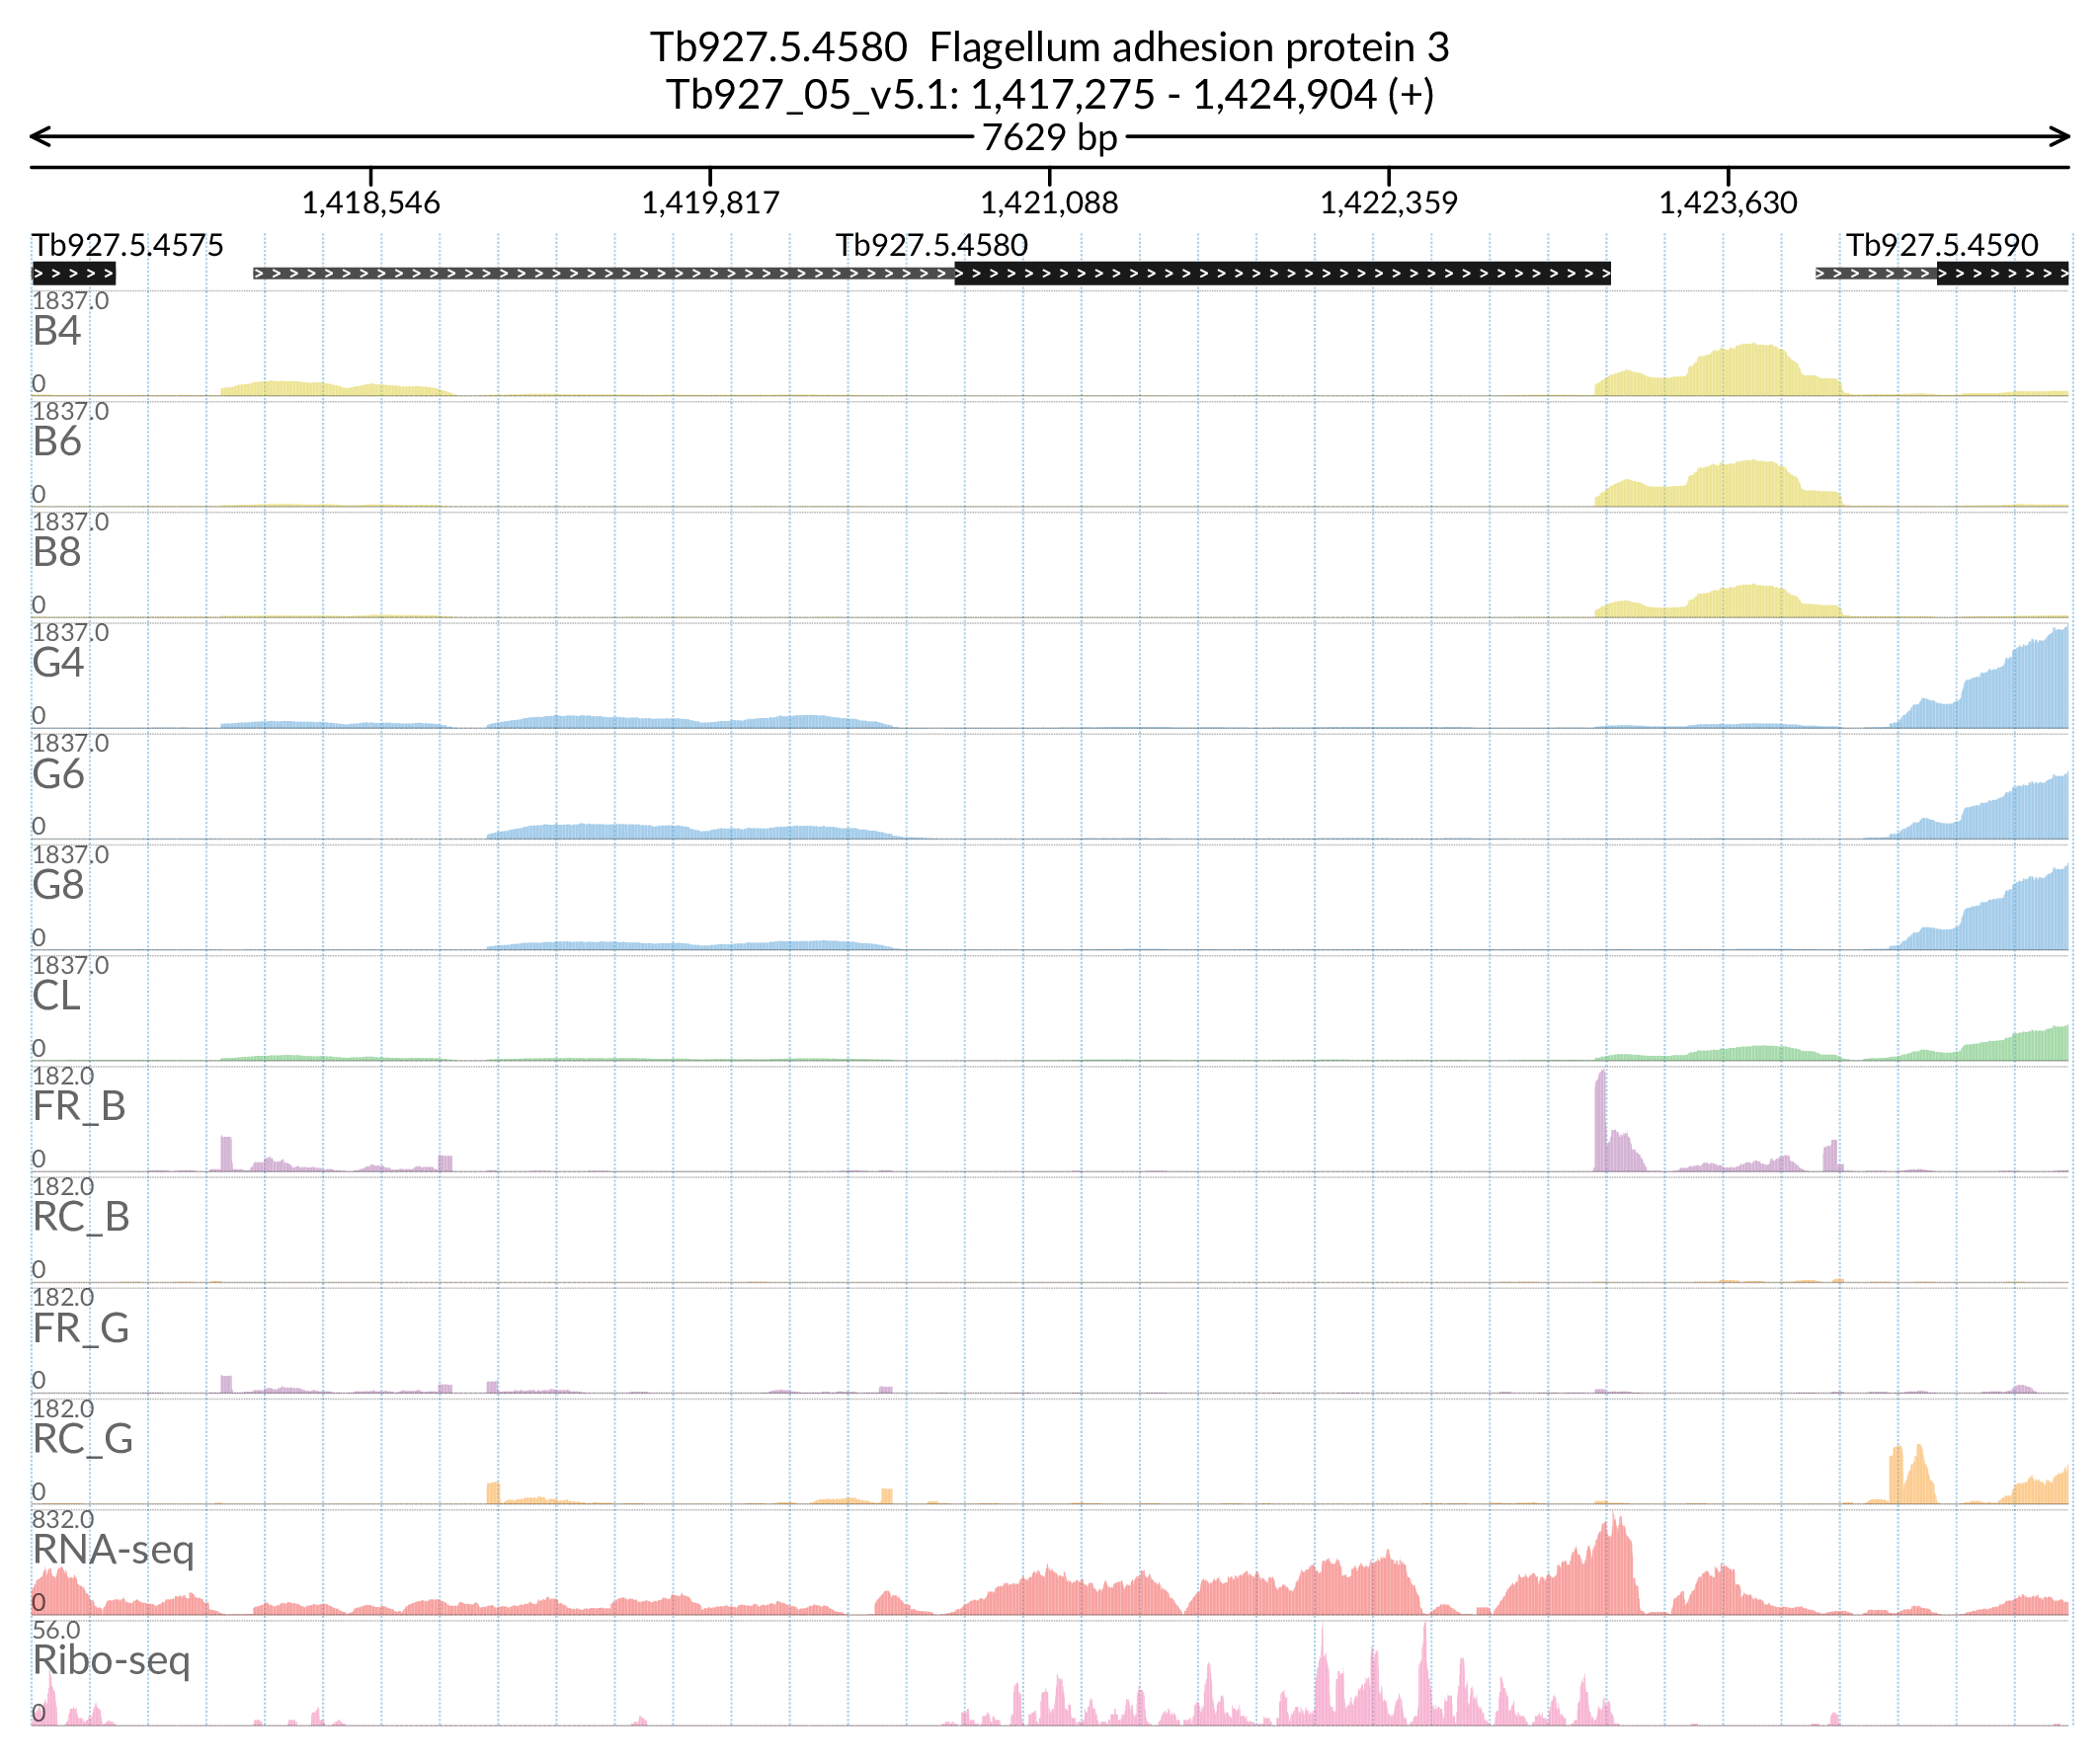 Tb927.5.4580  Flagellum adhesion protein 3
Tb927_05_v5.1: 1,417,275 - 1,424,904 (+)
7629 bp
1,418,546 1,419,817 1,421,088 1,422,359 1,423,630
Tb927.5.4575 Tb927.5.4580 Tb927.5.4590
1837.0
B4
0
1837.0
B6
0
1837.0
B8
0
1837.0
G4
0
1837.0
G6
0
1837.0
G8
0
1837.0
CL
0
182.0
FR_B
0
182.0
RC_B
0
182.0
FR_G
0
182.0
RC_G
0
832.0
RNA-seq
0
56.0
Ribo-seq
0